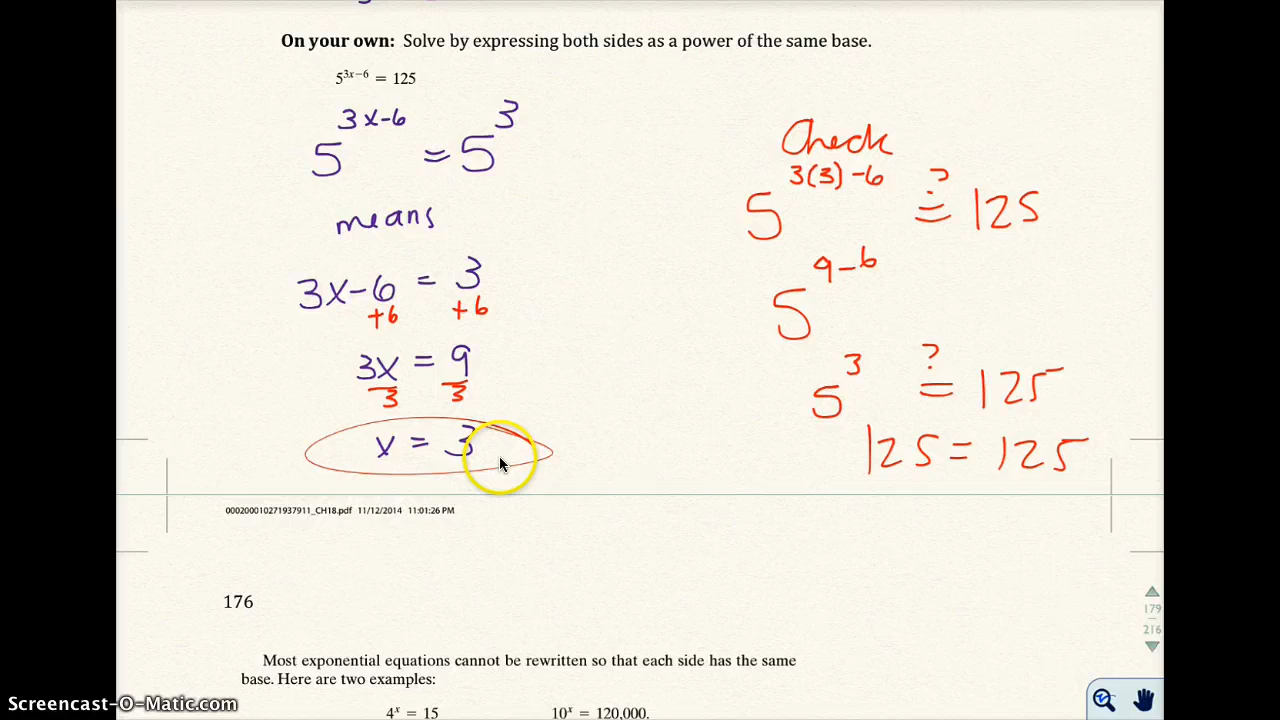 On your own: Solve by expressing both sides as a power of the same base.
5^{3x−6} = 125
5^{3x-6} = 5^3
means
3x-6 = 3
+6 +6
3x = 9
3 3
x = 3
Check
5^{3(3)-6} ?= 125
5^{9-6}
5^3 ?= 125
125 = 125
000200010271937911_CH18.pdf 11/12/2014 11:01:26 PM
176
179
216
Most exponential equations cannot be rewritten so that each side has the same
base. Here are two examples:
4^x = 15 10^x = 120,000.
Screencast-O-Matic.com